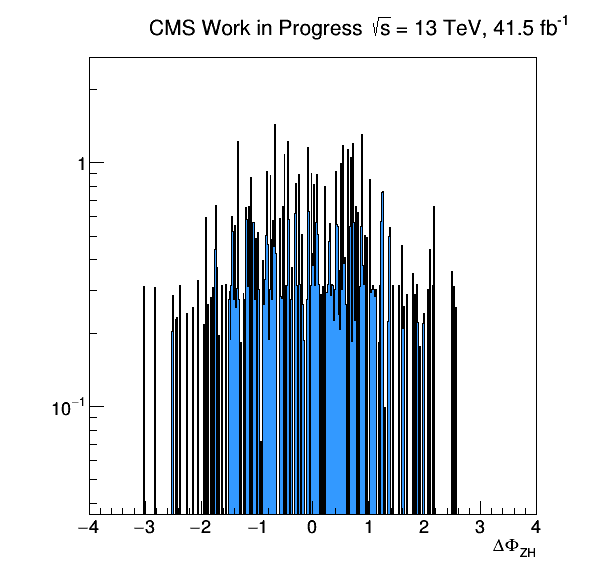 CMS Work in Progress √s = 13 TeV, 41.5 fb⁻¹
1
10⁻¹
−4 −3 −2 −1 0 1 2 3 4
ΔΦ_ZH